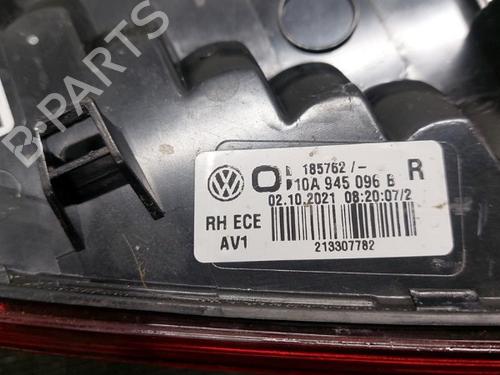 185762 /-
10A 945 096 B R
02.10.2021 08:20:07/2
RH ECE
AV1
213307782
B-PARTS